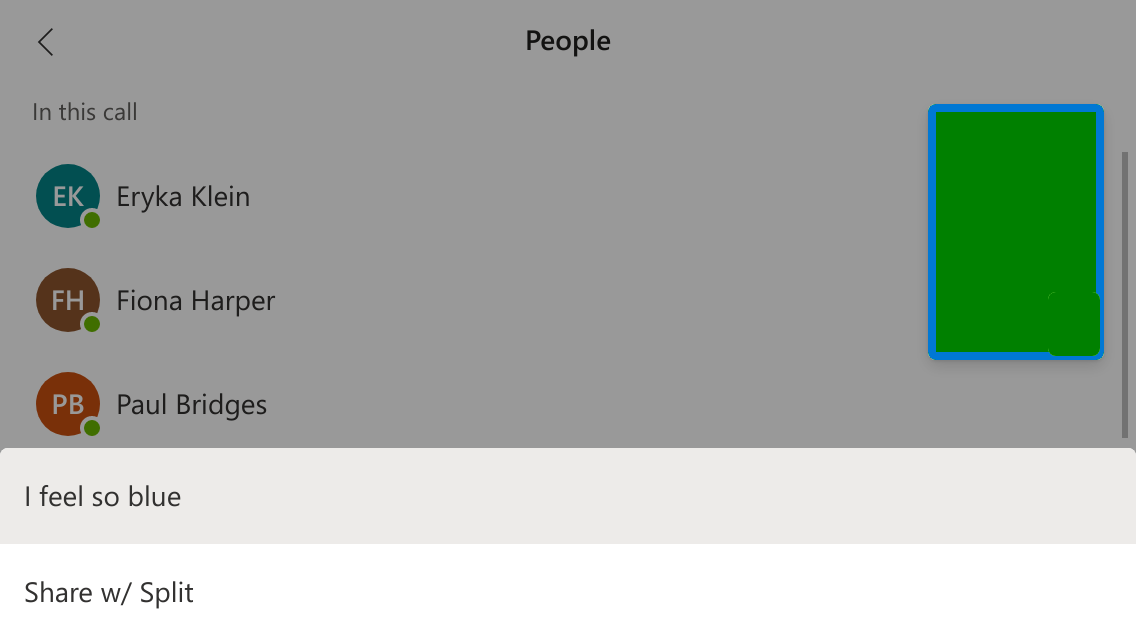 People
In this call
EK Eryka Klein
FH Fiona Harper
PB Paul Bridges
I feel so blue
Share w/ Split